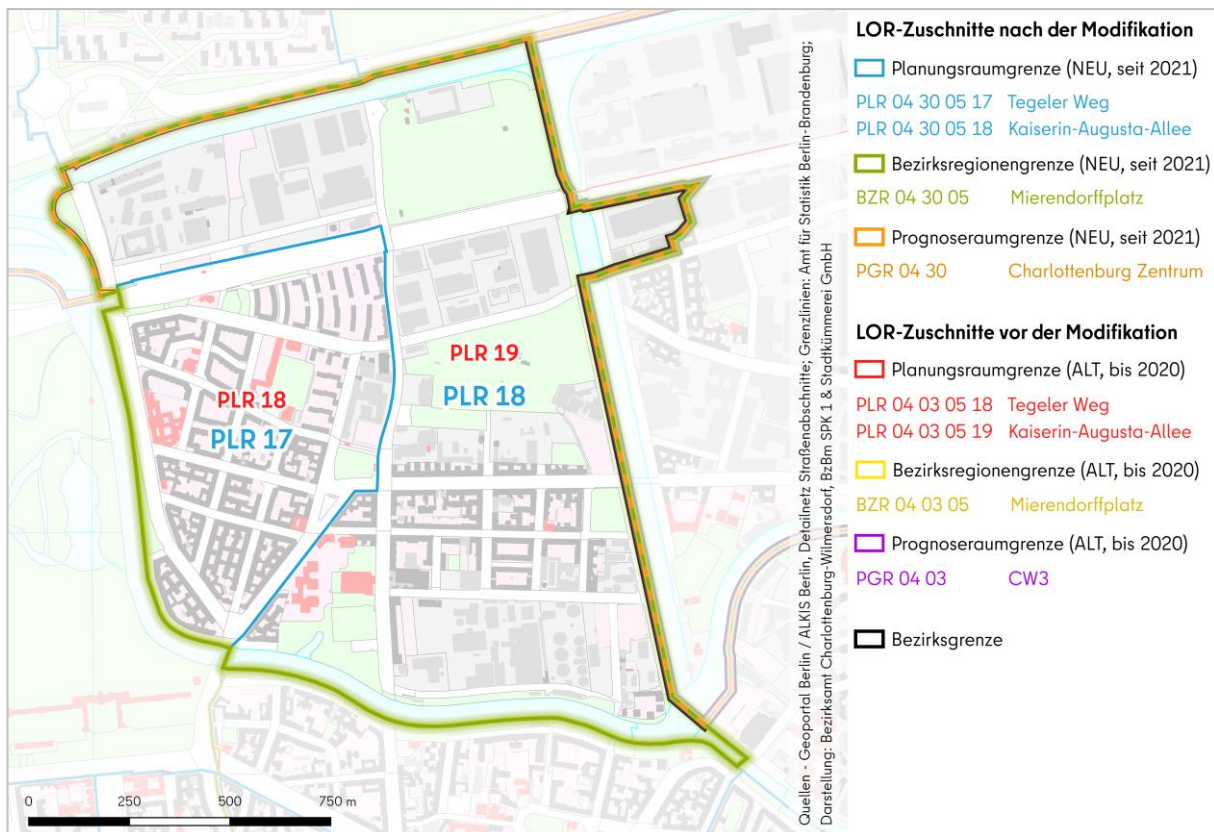 PLR 19
PLR 18
PLR 18
PLR 17
0 250 500 750 m
Quellen - Geoportal Berlin / ALKIS Berlin, Detailnetz Straßenabschnitte; Grenzlinien: Amt für Statistik Berlin-Brandenburg;
Darstellung: Bezirksamt Charlottenburg-Wilmersdorf, BzBm SPK 1 & Stadtkümmerei GmbH
LOR-Zuschnitte nach der Modifikation
Planungsraumgrenze (NEU, seit 2021)
PLR 04 30 05 17 Tegeler Weg
PLR 04 30 05 18 Kaiserin-Augusta-Allee
Bezirksregionengrenze (NEU, seit 2021)
BZR 04 30 05 Mierendorffplatz
Prognoseraumgrenze (NEU, seit 2021)
PGR 04 30 Charlottenburg Zentrum
LOR-Zuschnitte vor der Modifikation
Planungsraumgrenze (ALT, bis 2020)
PLR 04 03 05 18 Tegeler Weg
PLR 04 03 05 19 Kaiserin-Augusta-Allee
Bezirksregionengrenze (ALT, bis 2020)
BZR 04 03 05 Mierendorffplatz
Prognoseraumgrenze (ALT, bis 2020)
PGR 04 03 CW3
Bezirksgrenze